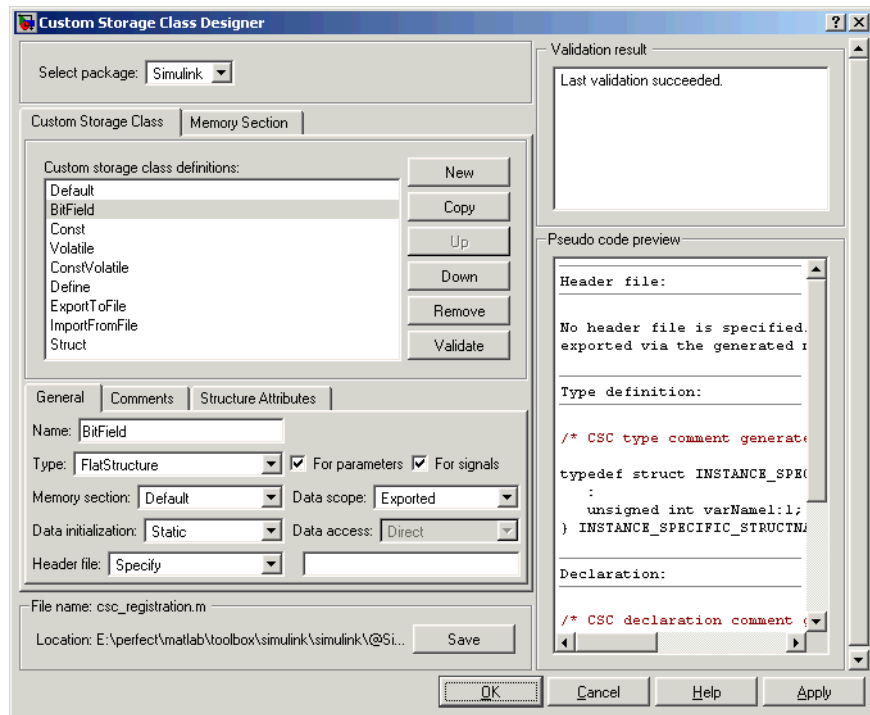 Custom Storage Class Designer
Select package: Simulink
Custom Storage Class
Memory Section
Custom storage class definitions:
Default
BitField
Const
Volatile
ConstVolatile
Define
ExportToFile
ImportFromFile
Struct
New
Copy
Up
Down
Remove
Validate
General
Comments
Structure Attributes
Name: BitField
Type: FlatStructure For parameters For signals
Memory section: Default Data scope: Exported
Data initialization: Static Data access: Direct
Header file: Specify
File name: csc_registration.m
Location: E:\perfect\matlab\toolbox\simulink\simulink\@Si... Save
Validation result
Last validation succeeded.
Pseudo code preview
Header file:
No header file is specified.
exported via the generated
Type definition:
/* CSC type comment generate
typedef struct INSTANCE_SPE
:
unsigned int varName1:1;
} INSTANCE_SPECIFIC_STRUCTN
Declaration:
/* CSC declaration comment
OK Cancel Help Apply